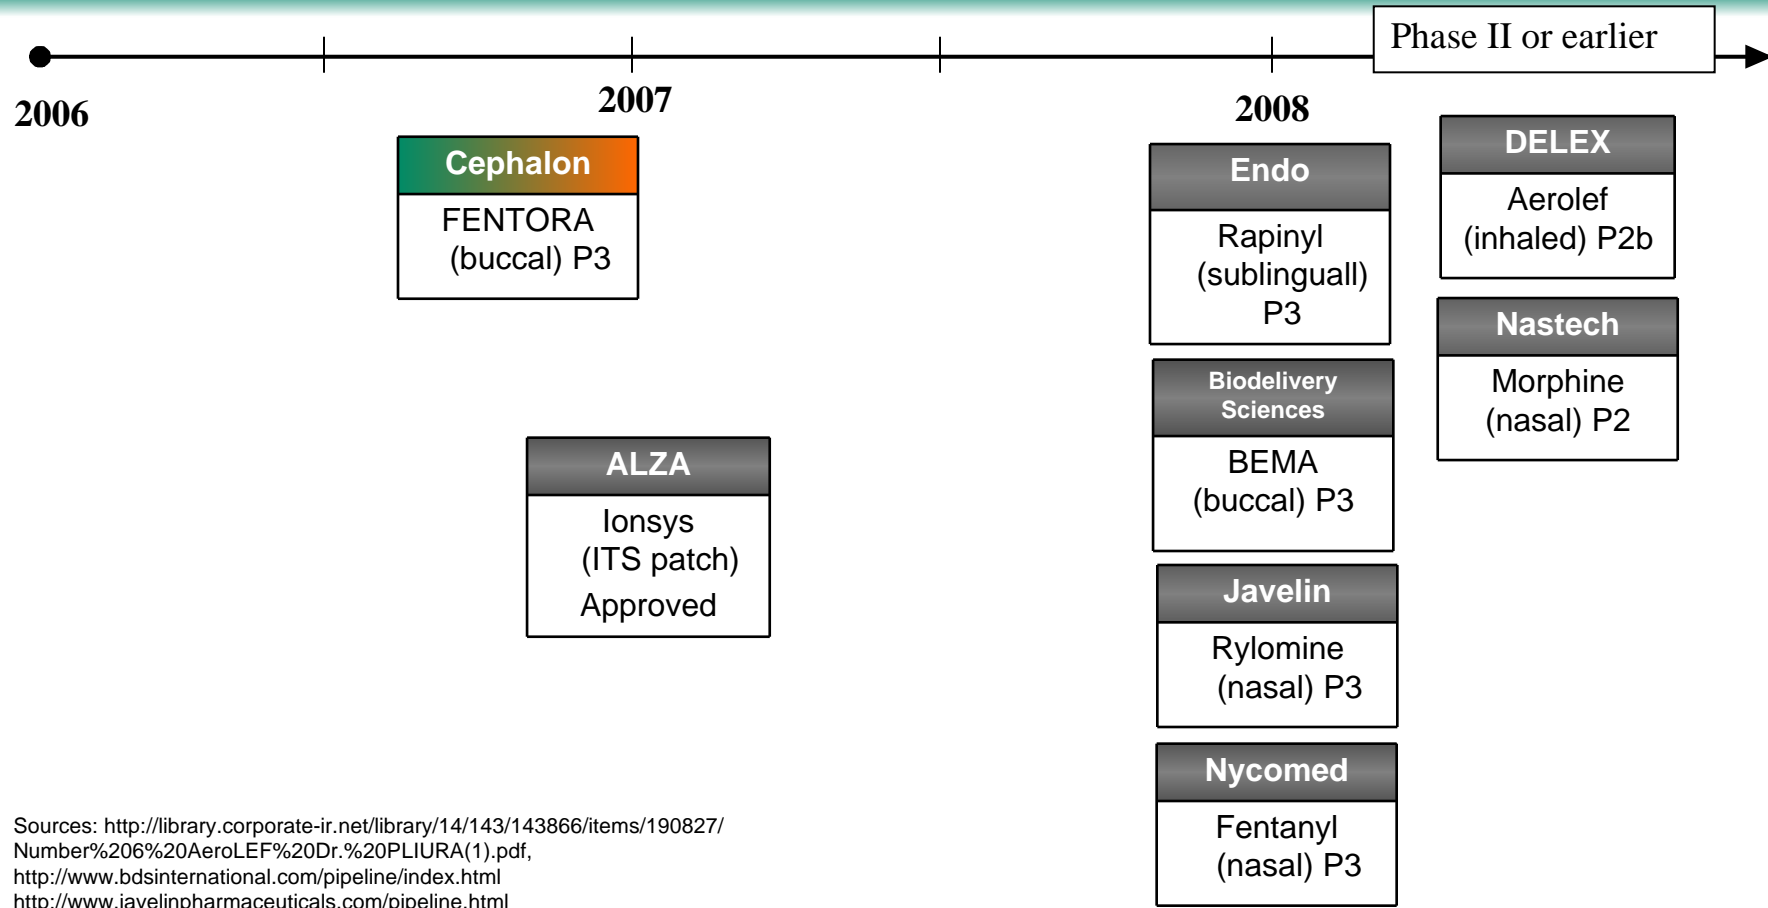 Phase II or earlier
2006
2007
2008
Cephalon
FENTORA
(buccal) P3
ALZA
Ionsys
(ITS patch)
Approved
Endo
Rapinyl
(sublinguall)
P3
Biodelivery
Sciences
BEMA
(buccal) P3
Javelin
Rylomine
(nasal) P3
Nycomed
Fentanyl
(nasal) P3
DELEX
Aerolef
(inhaled) P2b
Nastech
Morphine
(nasal) P2
Sources: http://library.corporate-ir.net/library/14/143/143866/items/190827/
Number%206%20AeroLEF%20Dr.%20PLIURA(1).pdf,
http://www.bdsinternational.com/pipeline/index.html
http://www.javelinpharmaceuticals.com/pipeline.html